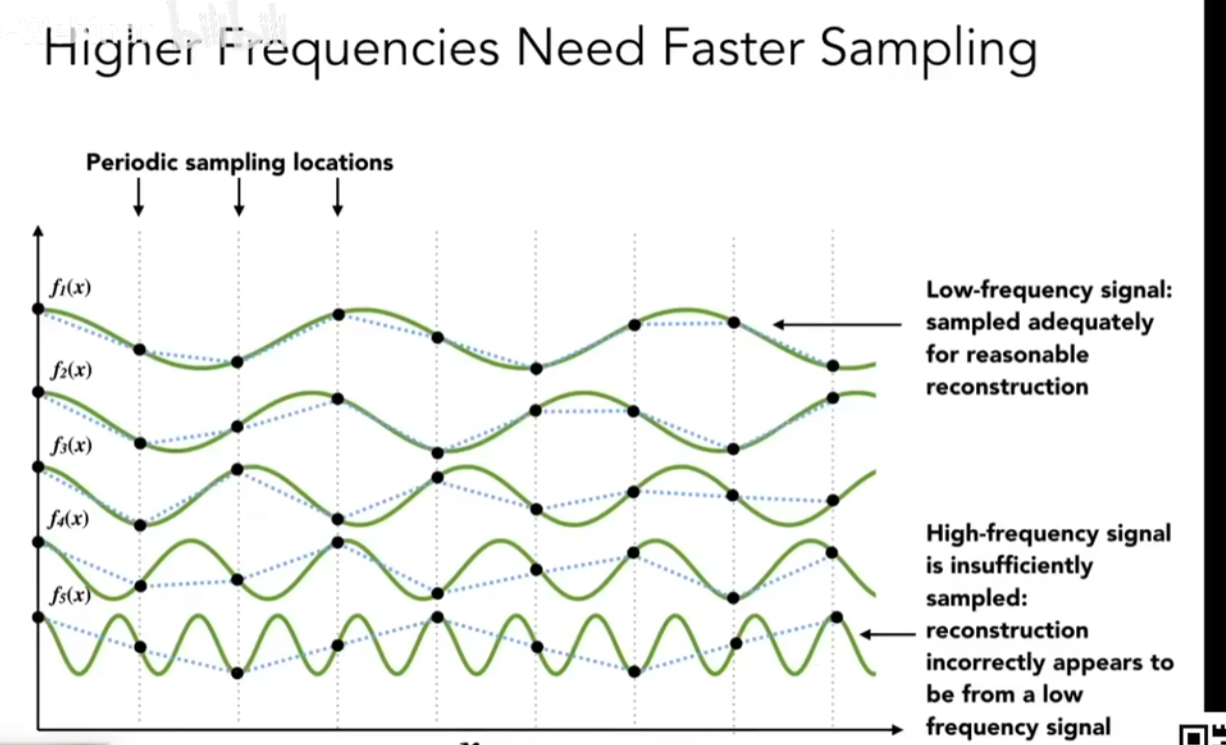 Higher Frequencies Need Faster Sampling
Periodic sampling locations
f1(x)
f2(x)
f3(x)
f4(x)
f5(x)
Low-frequency signal:
sampled adequately
for reasonable
reconstruction
High-frequency signal
is insufficiently
sampled:
reconstruction
incorrectly appears to
be from a low
frequency signal